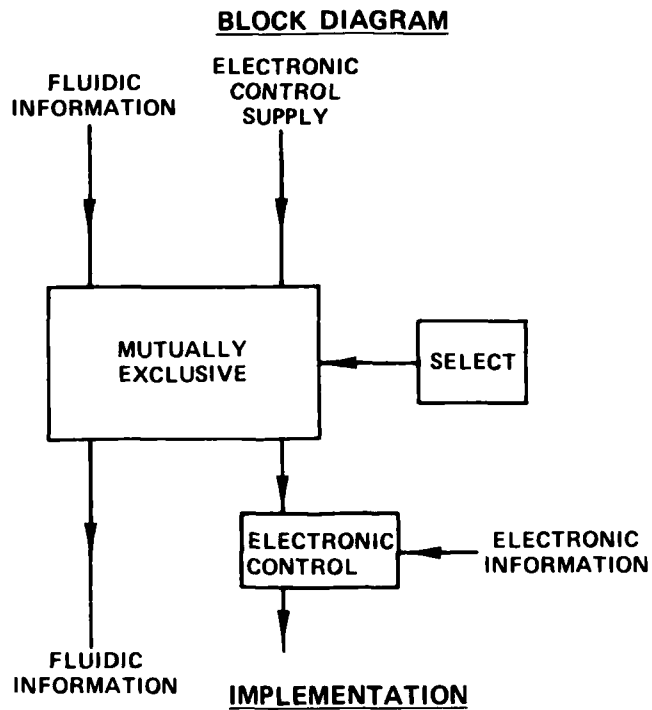 BLOCK DIAGRAM
FLUIDIC
INFORMATION
ELECTRONIC
CONTROL
SUPPLY
MUTUALLY
EXCLUSIVE
SELECT
ELECTRONIC
CONTROL
ELECTRONIC
INFORMATION
FLUIDIC
INFORMATION
IMPLEMENTATION